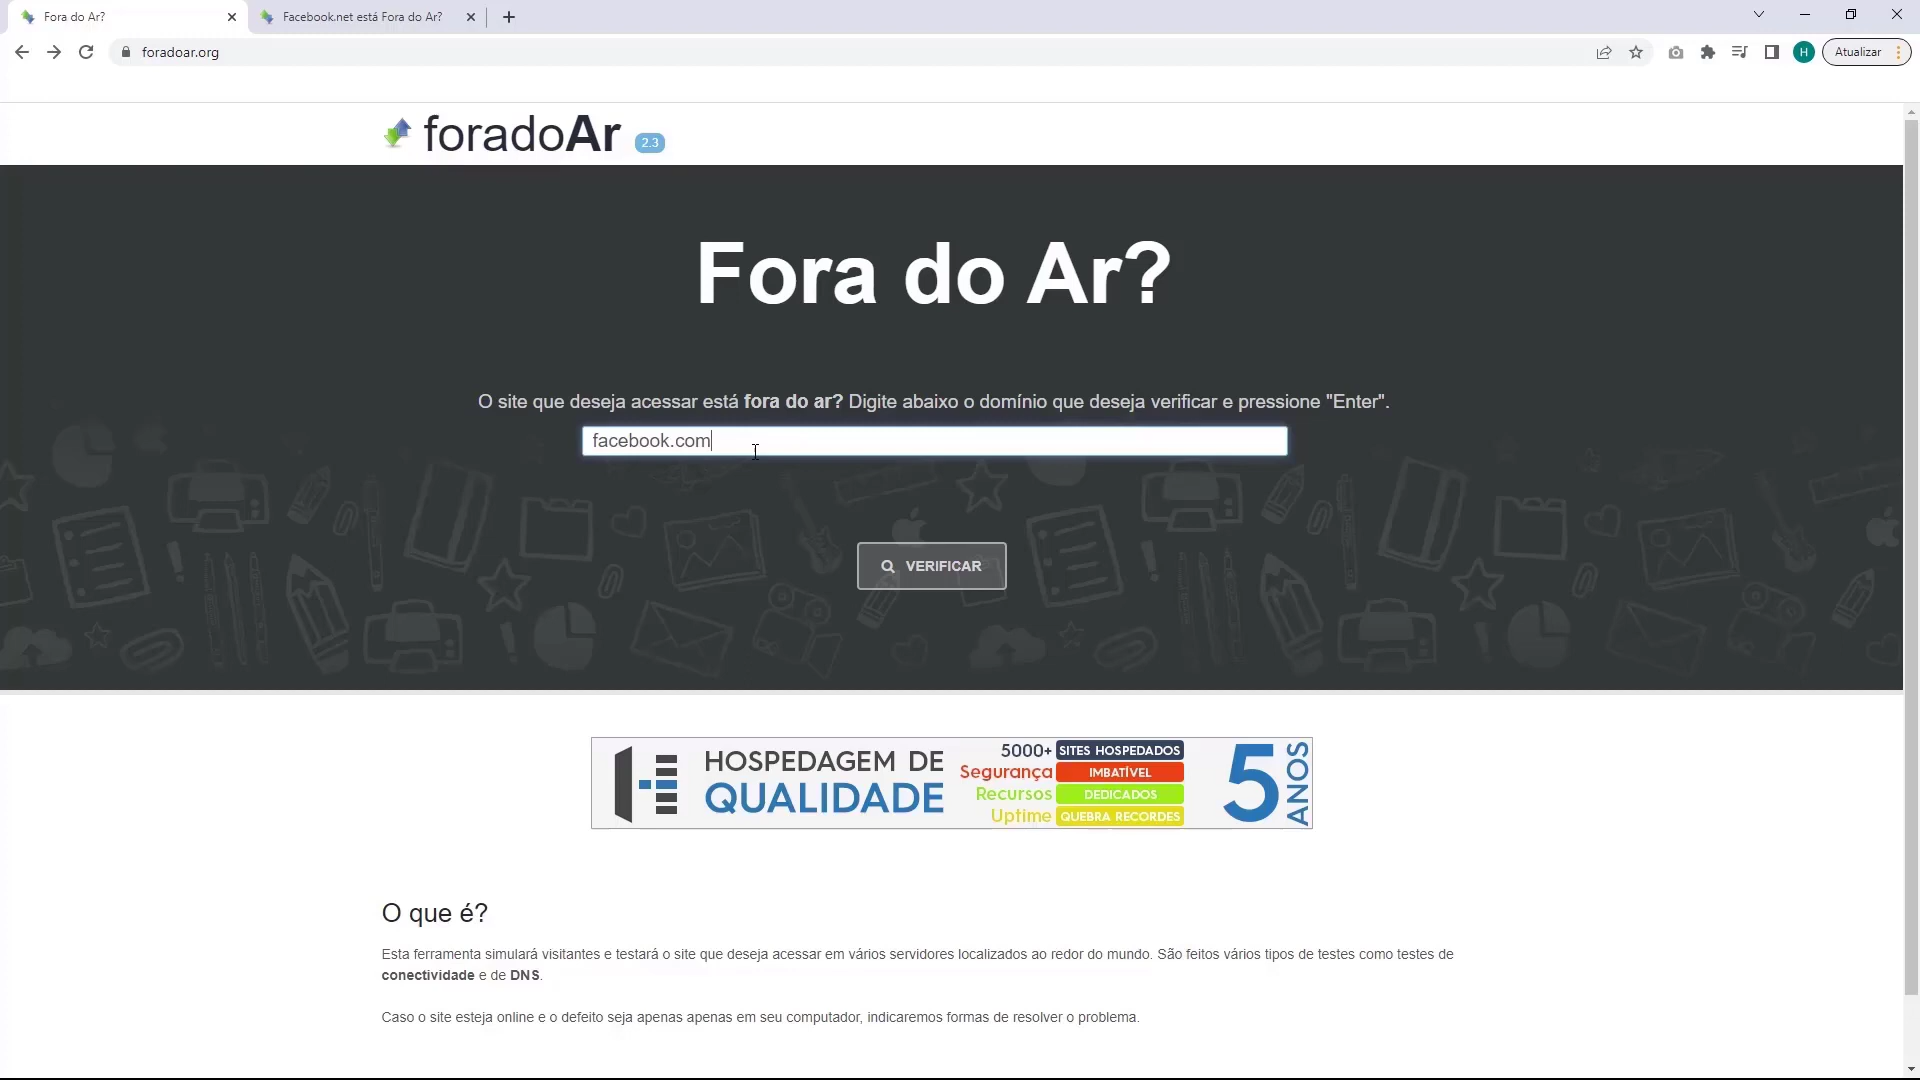 Fora do Ar?
Facebook.net está Fora do Ar?
foradoar.org
H
Atualizar
foradoAr 2.3
Fora do Ar?
O site que deseja acessar está fora do ar? Digite abaixo o domínio que deseja verificar e pressione "Enter".
facebook.com
VERIFICAR
HOSPEDAGEM DE
QUALIDADE
5000+ SITES HOSPEDADOS
Segurança IMBATÍVEL
Recursos DEDICADOS
Uptime QUEBRA RECORDES
5 ANOS
O que é?
Esta ferramenta simulará visitantes e testará o site que deseja acessar em vários servidores localizados ao redor do mundo. São feitos vários tipos de testes como testes de
conectividade e de DNS.
Caso o site esteja online e o defeito seja apenas apenas em seu computador, indicaremos formas de resolver o problema.